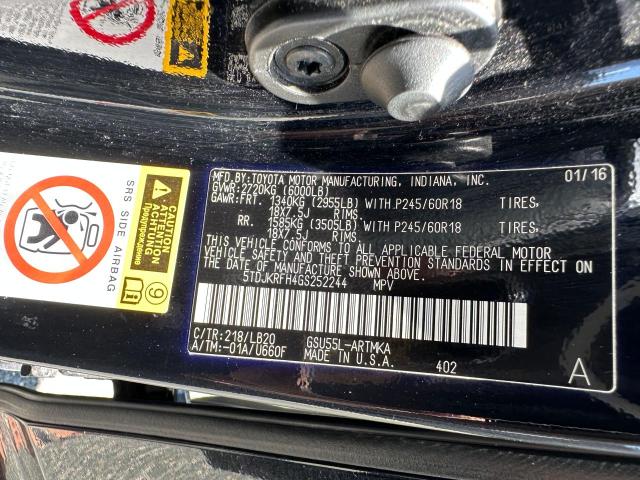 MFD.BY:TOYOTA MOTOR MANUFACTURING, INDIANA, INC. 01/16
GVWR:2720KG (6000LB)
GAWR:FRT. 1340KG (2955LB) WITH P245/60R18 TIRES,
18X7.5J RIMS.
RR. 1585KG (3505LB) WITH P245/60R18 TIRES,
18X7.5J RIMS.
THIS VEHICLE CONFORMS TO ALL APPLICABLE FEDERAL MOTOR
VEHICLE SAFETY AND THEFT PREVENTION STANDARDS IN EFFECT ON
THE DATE OF MANUFACTURE SHOWN ABOVE.
5TDJKRFH4GS252244 MPV
C/TR:218/LB20 GSU55L-ARTMKA
A/TM:-01A/U660F MADE IN U.S.A. 402
A
SRS SIDE AIRBAG
CAUTION
ATTENTION
ACHTUNG
Предупреждение
9